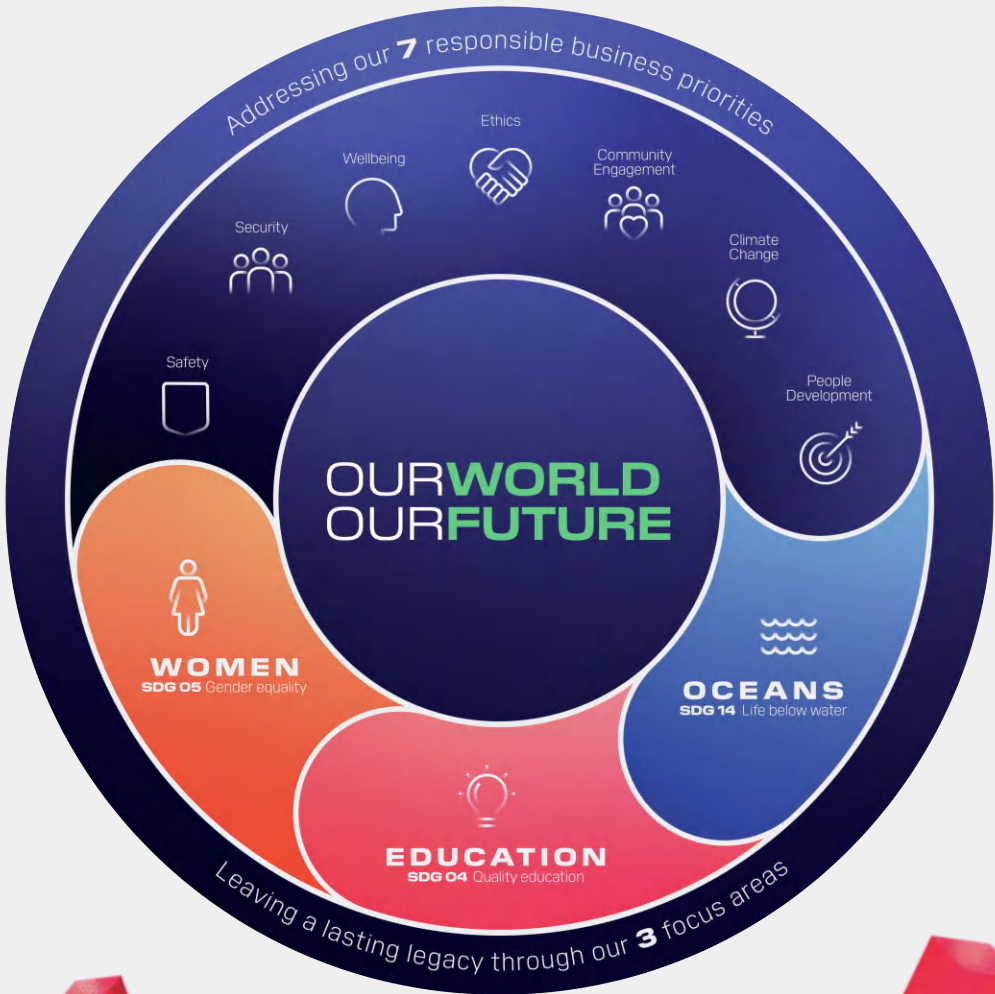 Addressing our 7 responsible business priorities
Ethics
Wellbeing
Community
Engagement
Security
Climate
Change
Safety
People
Development
OURWORLD
OURFUTURE
WOMEN
SDG 05 Gender equality
OCEANS
SDG 14 Life below water
EDUCATION
SDG 04 Quality education
Leaving a lasting legacy through our 3 focus areas